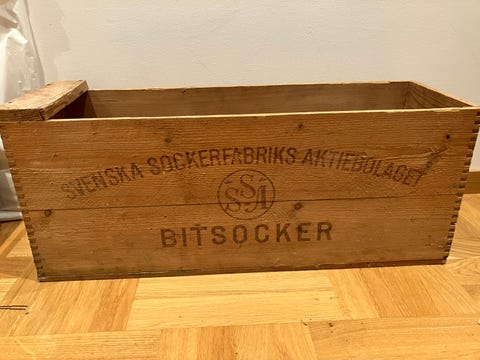 SVENSKA SOCKERFABRIKS AKTIEBOLAGET
SSA
BITSOCKER